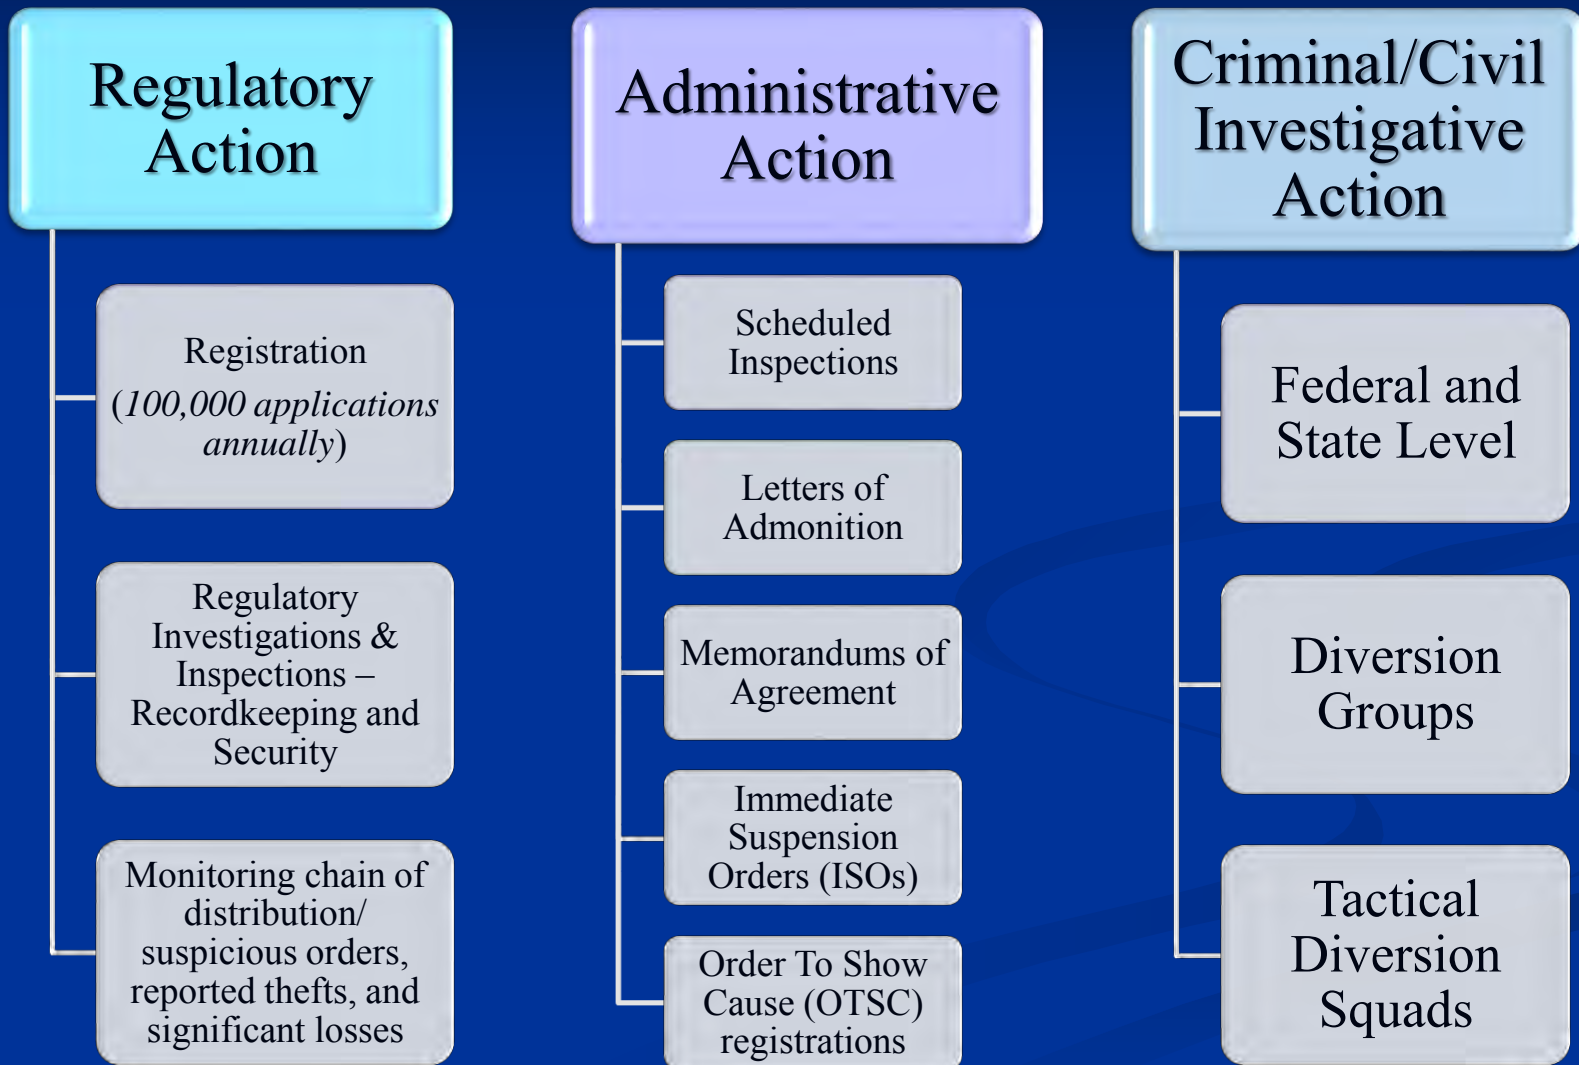 Regulatory
Action
Registration
(100,000 applications
annually)
Regulatory
Investigations &
Inspections –
Recordkeeping and
Security
Monitoring chain of
distribution/
suspicious orders,
reported thefts, and
significant losses
Administrative
Action
Scheduled
Inspections
Letters of
Admonition
Memorandums of
Agreement
Immediate
Suspension
Orders (ISOs)
Order To Show
Cause (OTSC)
registrations
Criminal/Civil
Investigative
Action
Federal and
State Level
Diversion
Groups
Tactical
Diversion
Squads